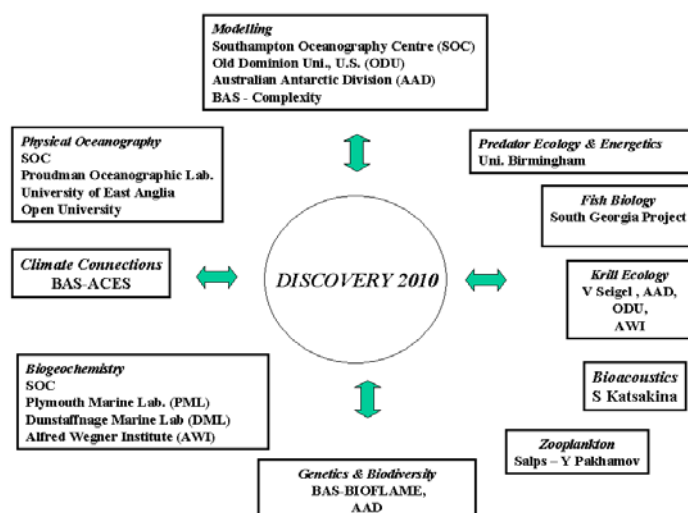 Modelling
Southampton Oceanography Centre (SOC)
Old Dominion Uni., U.S. (ODU)
Australian Antarctic Division (AAD)
BAS - Complexity
Physical Oceanography
SOC
Proudman Oceanographic Lab.
University of East Anglia
Open University
Predator Ecology & Energetics
Uni. Birmingham
Fish Biology
South Georgia Project
Climate Connections
BAS-ACES
DISCOVERY 2010
Krill Ecology
V Seigel , AAD,
ODU,
AWI
Biogeochemistry
SOC
Plymouth Marine Lab. (PML)
Dunstaffnage Marine Lab (DML)
Alfred Wegner Institute (AWI)
Bioacoustics
S Katsakina
Zooplankton
Salps – Y Pakhamov
Genetics & Biodiversity
BAS-BIOFLAME,
AAD